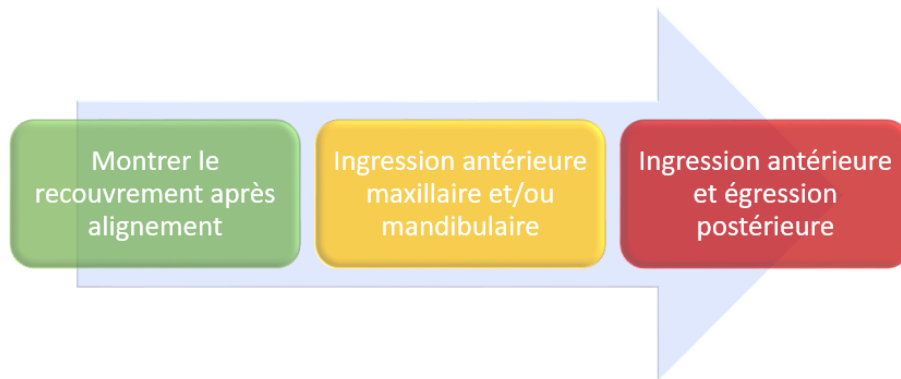 Montrer le
recouvrement après
alignement
Ingression antérieure
maxillaire et/ou
mandibulaire
Ingression antérieure
et égression
postérieure